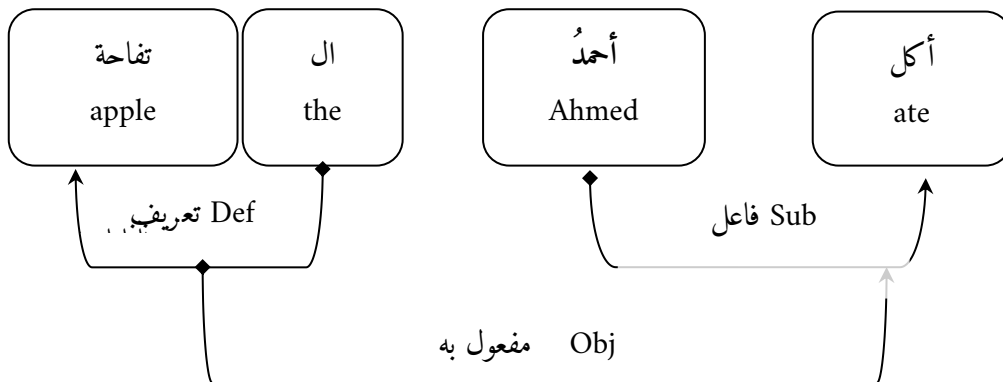 أكل
ate
أحمدُ
Ahmed
ال
the
تفاحة
apple
فاعل Sub
تعريف Def
مفعول به Obj